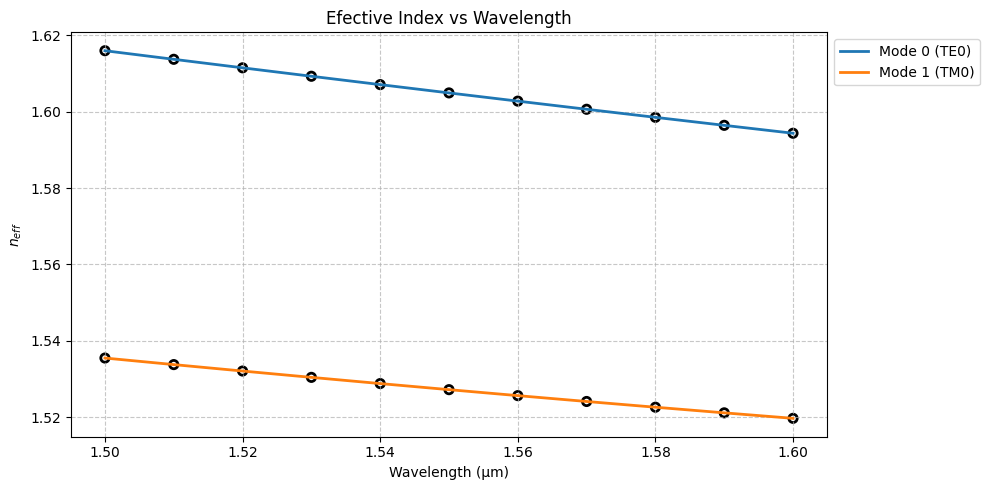 Efective Index vs Wavelength
Mode 0 (TE0)
Mode 1 (TM0)
1.62
1.60
1.58
1.56
1.54
1.52
n_eff
1.50
1.52
1.54
1.56
1.58
1.60
Wavelength (μm)